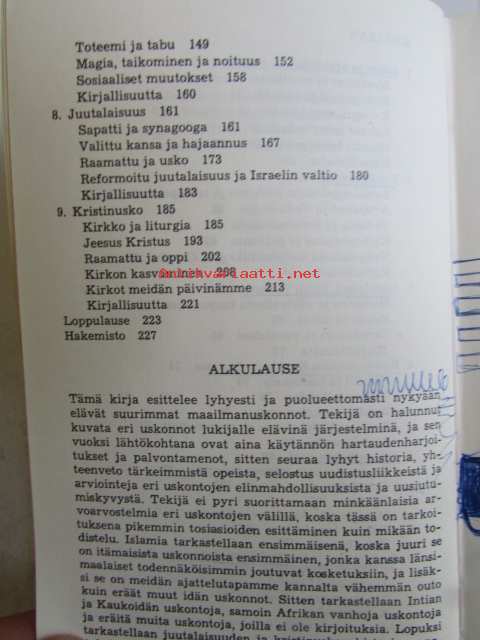 Toteemi ja tabu 149
Magia, taikominen ja noituus 152
Sosiaaliset muutokset 158
Kirjallisuutta 160
8. Juutalaisuus 161
Sapatti ja synagooga 161
Valittu kansa ja hajaannus 167
Raamattu ja usko 173
Reformoitu juutalaisuus ja Israelin valtio 180
Kirjallisuutta 183
9. Kristinusko 185
Kirkko ja liturgia 185
Jeesus Kristus 193
Raamattu ja oppi 202
Kirkon kasvaminen 208
Antikvariaatti.net
Kirkot meidän päivinämme 213
Kirjallisuutta 221
Loppulause 223
Hakemisto 227
ALKULAUSE
Tämä kirja esittelee lyhyesti ja puolueettomasti nykyään
elävät suurimmat maailmanuskonnot. Tekijä on halunnut
kuvata eri uskonnot lukijalle elävinä järjestelminä, ja sen
vuoksi lähtökohtana ovat aina käytännön hartaudenharjoi-
tukset ja palvontamenot, sitten seuraa lyhyt historia, yh-
teenveto tärkeimmistä opeista, selostus uudistusliikkeistä ja
arviointeja eri uskontojen elinmahdollisuuksista ja uusiutu-
miskyvystä. Tekijä ei pyri suorittamaan minkäänlaisia ar-
voarvostelmia eri uskontojen välillä, koska tässä on tarkoi-
tuksena pikemmin tosiasioiden esittäminen kuin mikään to-
distelu. Islamia tarkastellaan ensimmäisenä, koska juuri se
on itämaisista uskonnoista ensimmäinen, jonka kanssa länsi-
maalaiset todennäköisimmin joutuvat kosketuksiin, ja lisäk-
si se on meidän ajattelutapamme kannalta vähemmän outo
kuin eräät muut idän uskonnot. Sitten tarkastellaan Intian
ja Kaukoidän uskontoja, samoin Afrikan vanhoja uskontoja
ja eräitä muita uskontoja, joilla ei ole kirjoituksia. Lopuksi
tarkastellaan juutalaisuuden ja